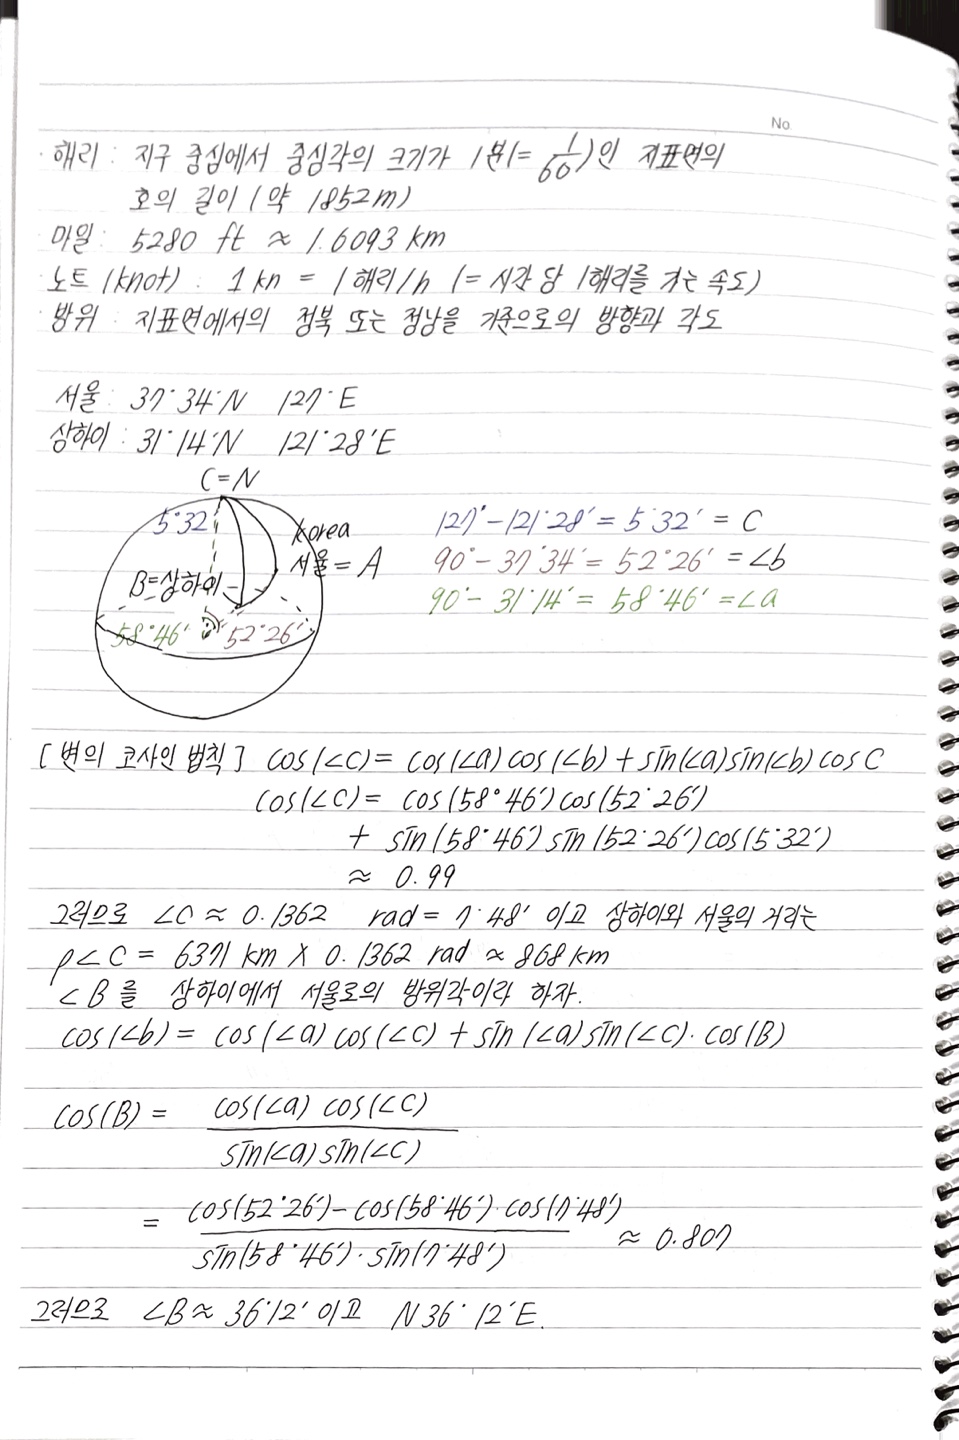 No.
· 해리 : 지구 중심에서 중심각의 크기가 1분(= 1/60)인 지표면의
호의 길이 (약 1852m)
마일 : 5280 ft ≈ 1.6093 km
노트 (knot) : 1 kn = 1 해리/h (= 시간 당 1해리를 가는 속도)
방위 : 지표면에서의 정북 또는 정남을 기준으로의 방향과 각도
서울 : 37° 34' N 127° E
상하이 : 31° 14' N 121° 28' E
C = N
5° 32'
korea
서울 = A
B=상하이
58° 46' 52° 26'
127° - 121° 28' = 5° 32' = C
90° - 37° 34' = 52° 26' = ∠b
90° - 31° 14' = 58° 46' = ∠a
[변의 코사인 법칙] cos(∠c) = cos(∠a) cos(∠b) + sin(∠a) sin(∠b) cos C
cos(∠c) = cos(58° 46') cos(52° 26')
+ sin(58° 46') sin(52° 26') cos(5° 32')
≈ 0.99
그러므로 ∠C ≈ 0.1362 rad = 7° 48' 이고 상하이와 서울의 거리는
ρ∠C = 6371 km X 0.1362 rad ≈ 868 km
∠B를 상하이에서 서울로의 방위각이라 하자.
cos(∠b) = cos(∠a) cos(∠c) + sin(∠a) sin(∠c) · cos(B)
cos(B) = cos(∠a) cos(∠c) / sin(∠a) sin(∠c)
= cos(52° 26') - cos(58° 46') · cos(7° 48') / sin(58° 46') · sin(7° 48') ≈ 0.807
그러므로 ∠B ≈ 36° 12' 이고 N 36° 12' E.